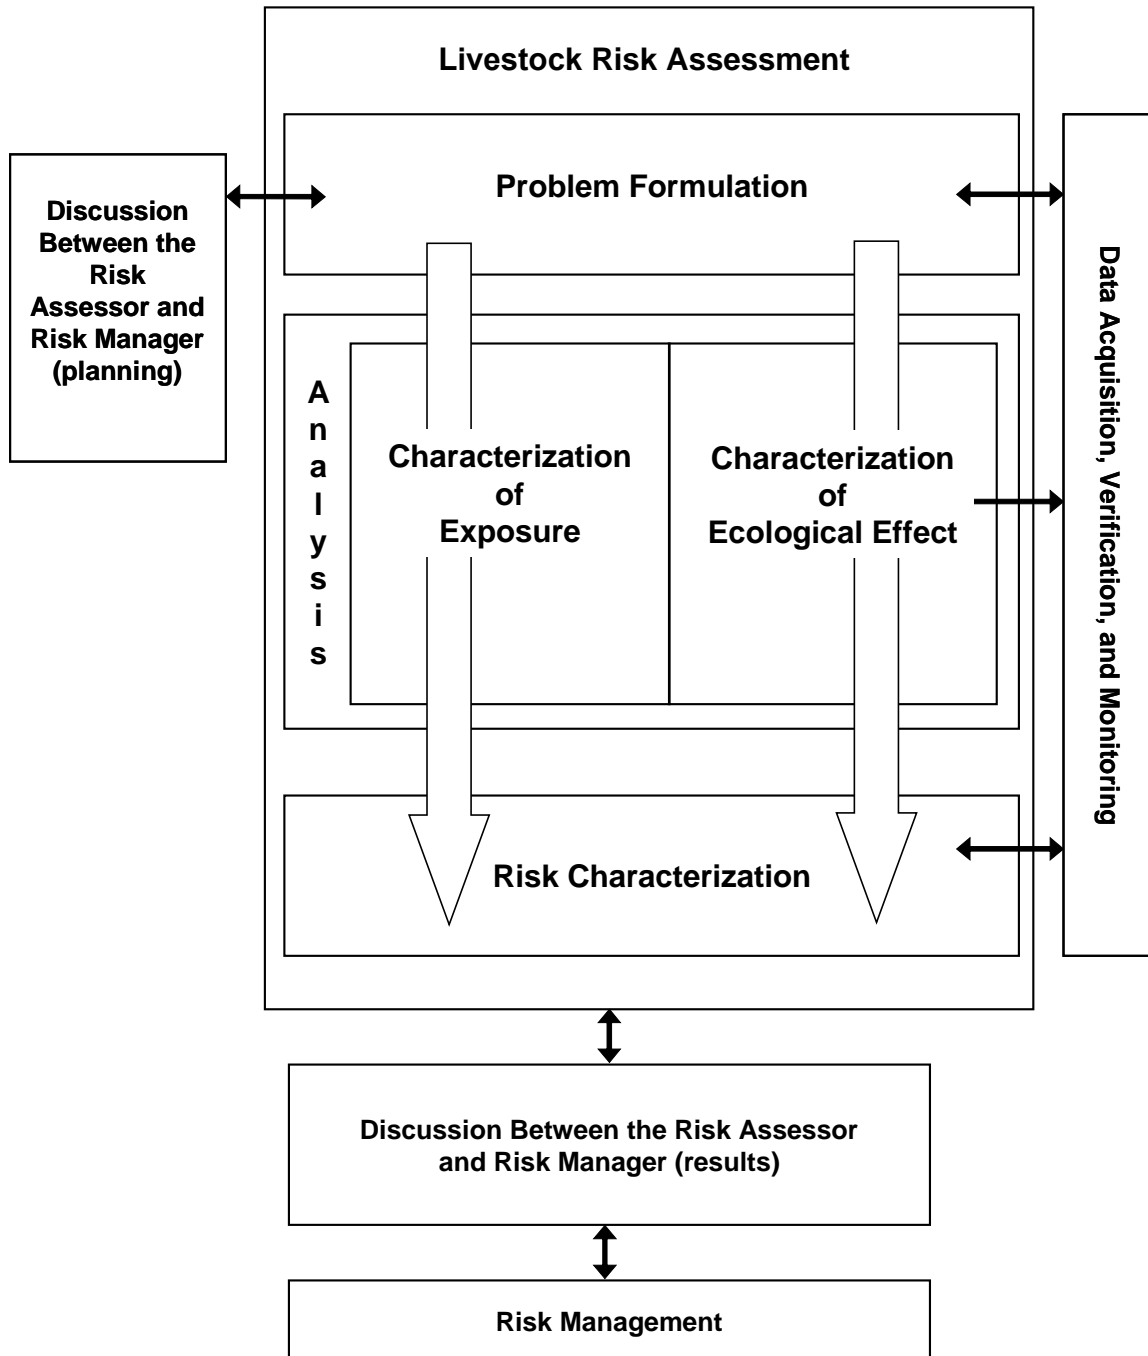 Livestock Risk Assessment
Problem Formulation
Discussion
Between the
Risk
Assessor and
Risk Manager
(planning)
A
n
a
l
y
s
i
s
Characterization
of
Exposure
Characterization
of
Ecological Effect
Data Acquisition, Verification, and Monitoring
Risk Characterization
Discussion Between the Risk Assessor
and Risk Manager (results)
Risk Management